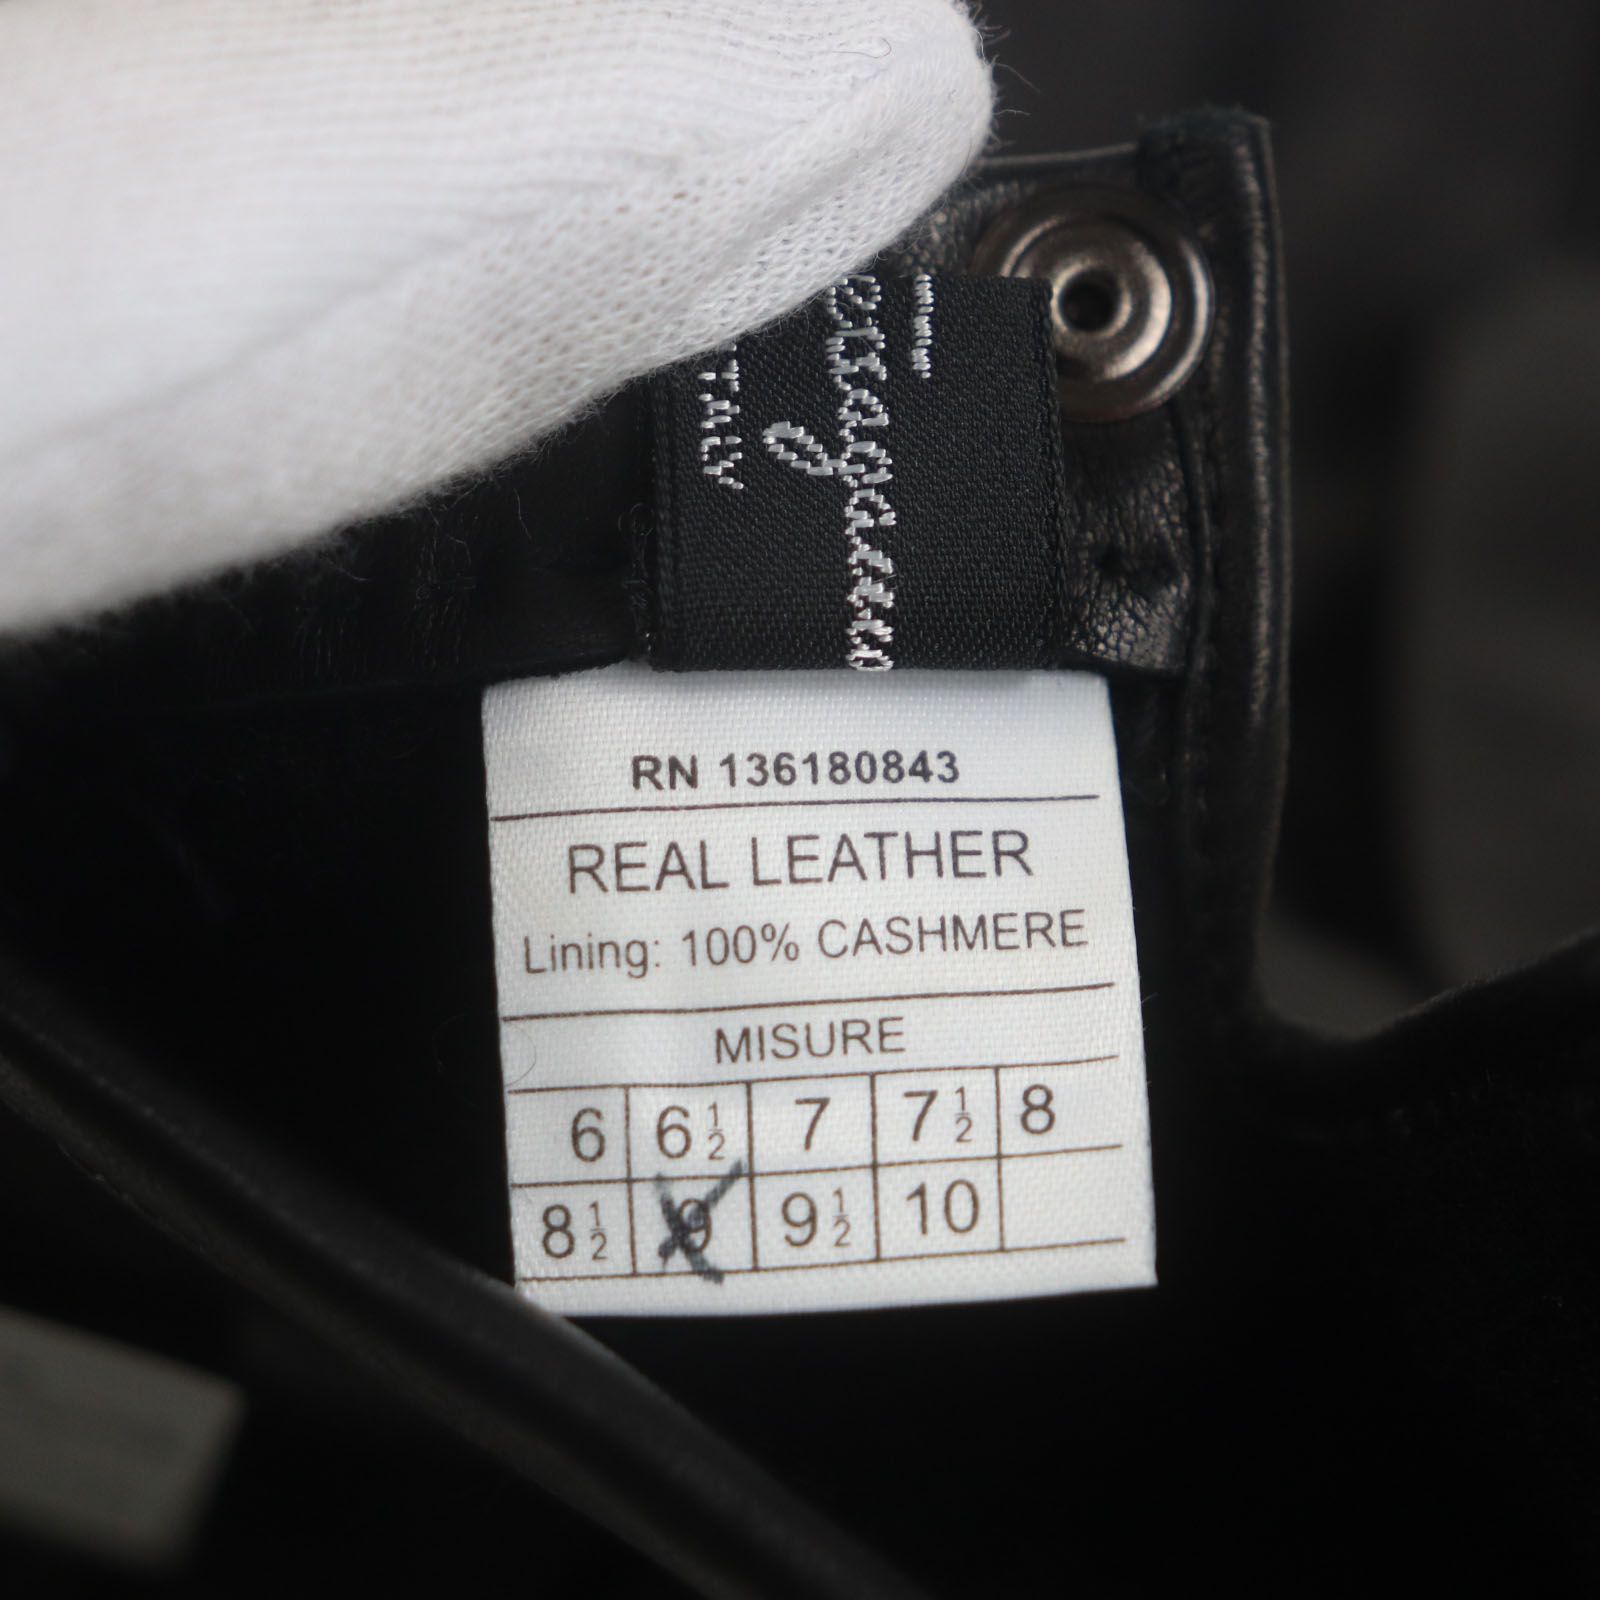 RN 136180843
REAL LEATHER
Lining: 100% CASHMERE
MISURE
6 6½ 7 7½ 8
8½ 9 9½ 10